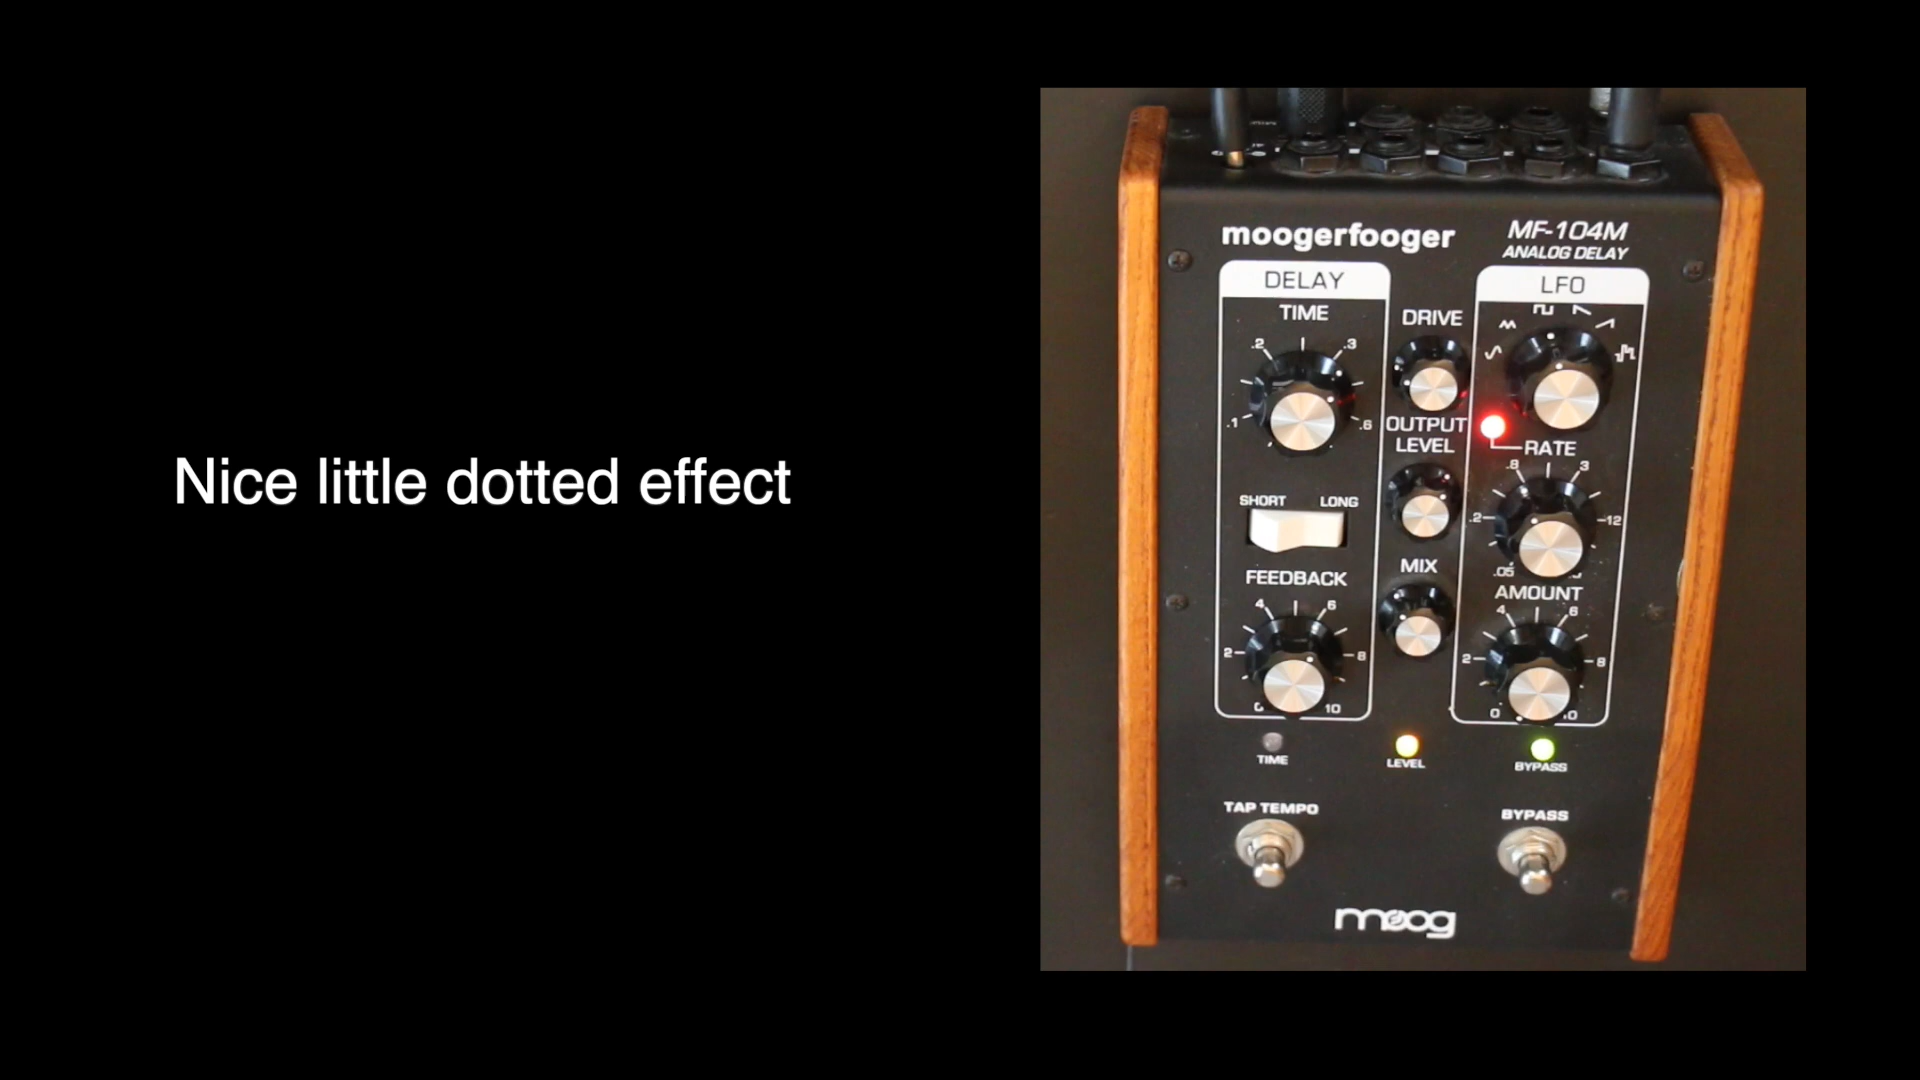 Nice little dotted effect
moogerfooger
MF-104M
ANALOG DELAY
DELAY
TIME
.2
.3
.1
.6
SHORT
LONG
FEEDBACK
4
6
2
8
10
DRIVE
OUTPUT
LEVEL
MIX
LFO
RATE
.8
3
.2
12
.05
AMOUNT
4
6
2
8
0
TIME
LEVEL
BYPASS
TAP TEMPO
BYPASS
moog